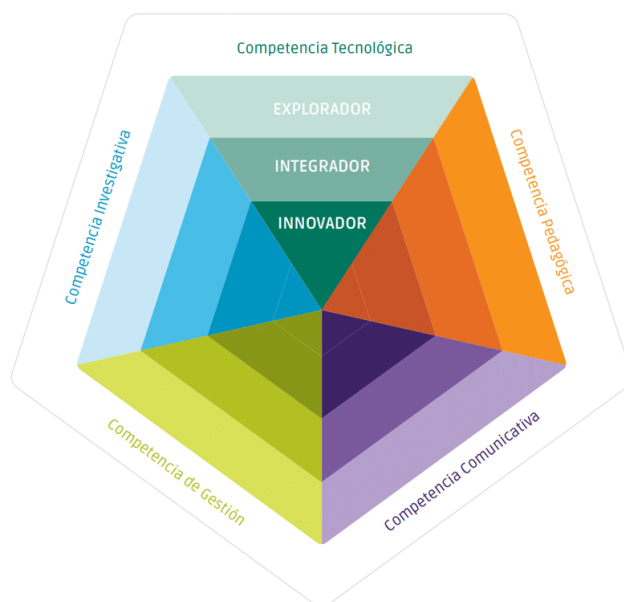 Competencia Tecnológica
EXPLORADOR
INTEGRADOR
INNOVADOR
Competencia Investigativa
Competencia Pedagógica
Competencia de Gestión
Competencia Comunicativa